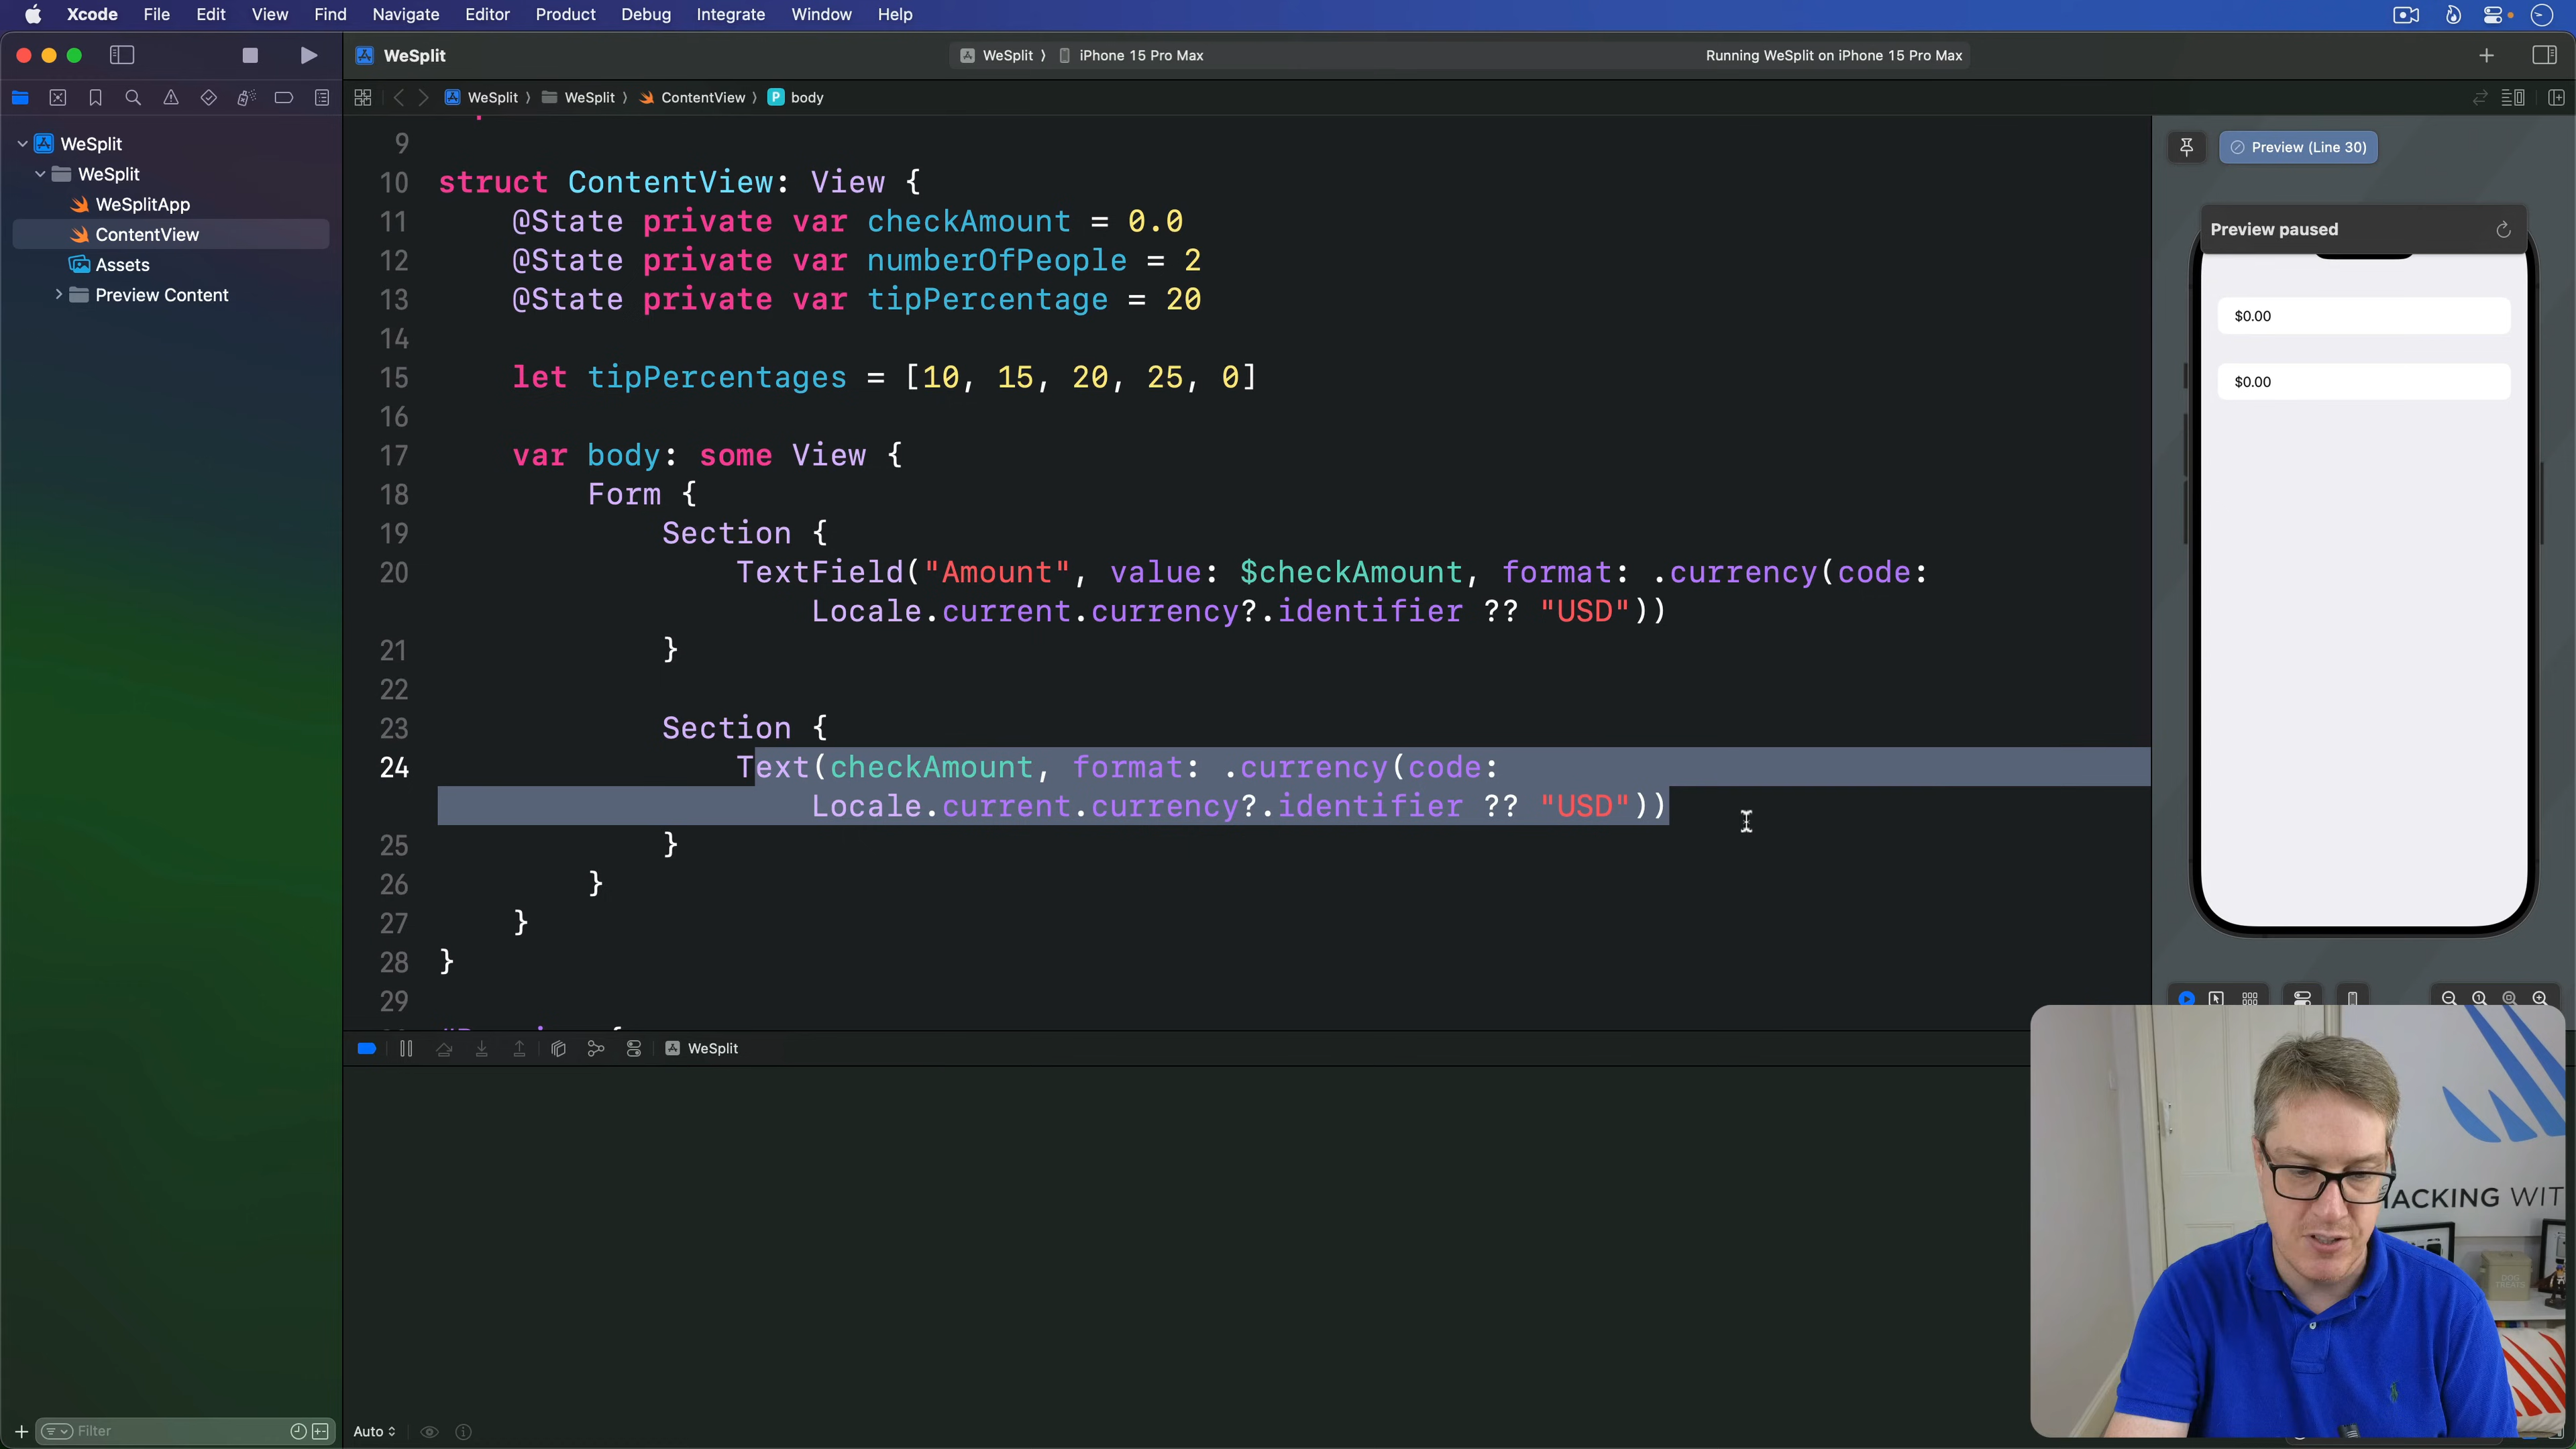 Xcode File Edit View Find Navigate Editor Product Debug Integrate Window Help
WeSplit
WeSplit ⟩ iPhone 15 Pro Max
Running WeSplit on iPhone 15 Pro Max
WeSplit ⟩ WeSplit ⟩ ContentView ⟩ P body
WeSplit
WeSplit
WeSplitApp
ContentView
Assets
Preview Content
9
10 struct ContentView: View {
11 @State private var checkAmount = 0.0
12 @State private var numberOfPeople = 2
13 @State private var tipPercentage = 20
14
15 let tipPercentages = [10, 15, 20, 25, 0]
16
17 var body: some View {
18 Form {
19 Section {
20 TextField("Amount", value: $checkAmount, format: .currency(code:
Locale.current.currency?.identifier ?? "USD"))
21 }
22
23 Section {
24 Text(checkAmount, format: .currency(code:
Locale.current.currency?.identifier ?? "USD"))
25 }
26 }
27 }
28 }
29
Preview (Line 30)
Preview paused
$0.00
$0.00
WeSplit
HACKING WIT
DOG
TREATS
Filter
Auto